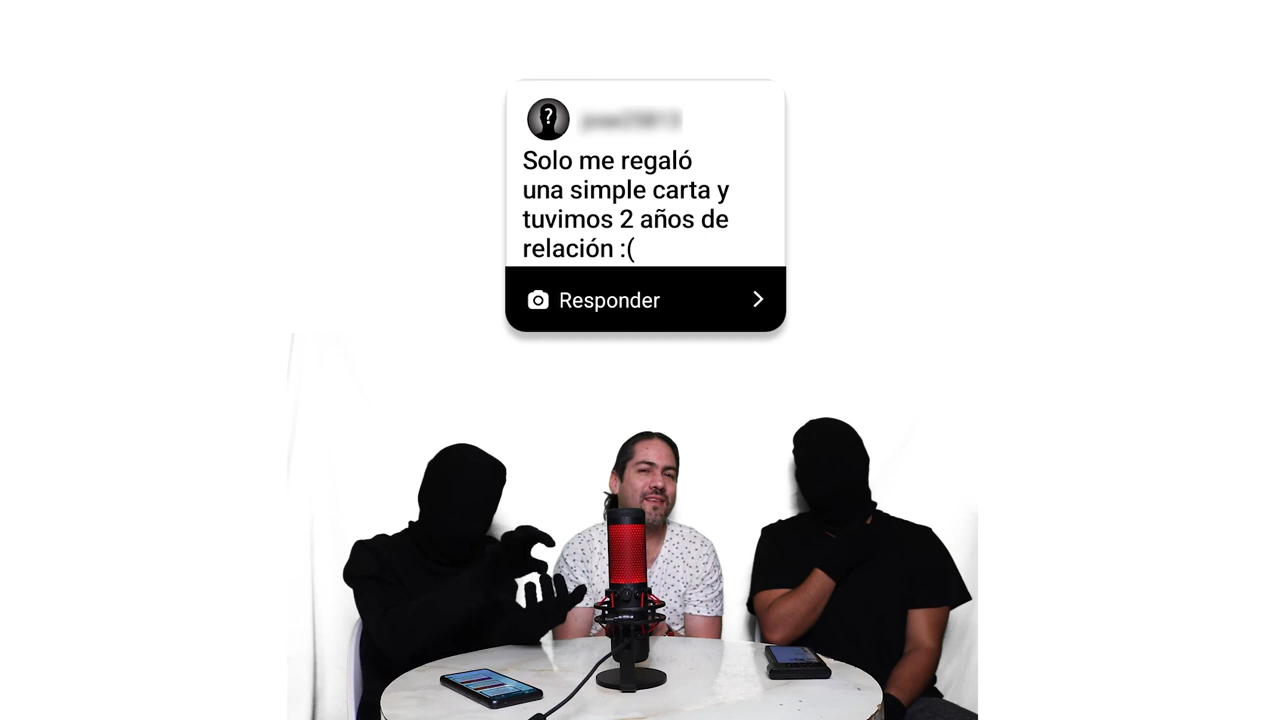 ?
Solo me regaló
una simple carta y
tuvimos 2 años de
relación :(
Responder